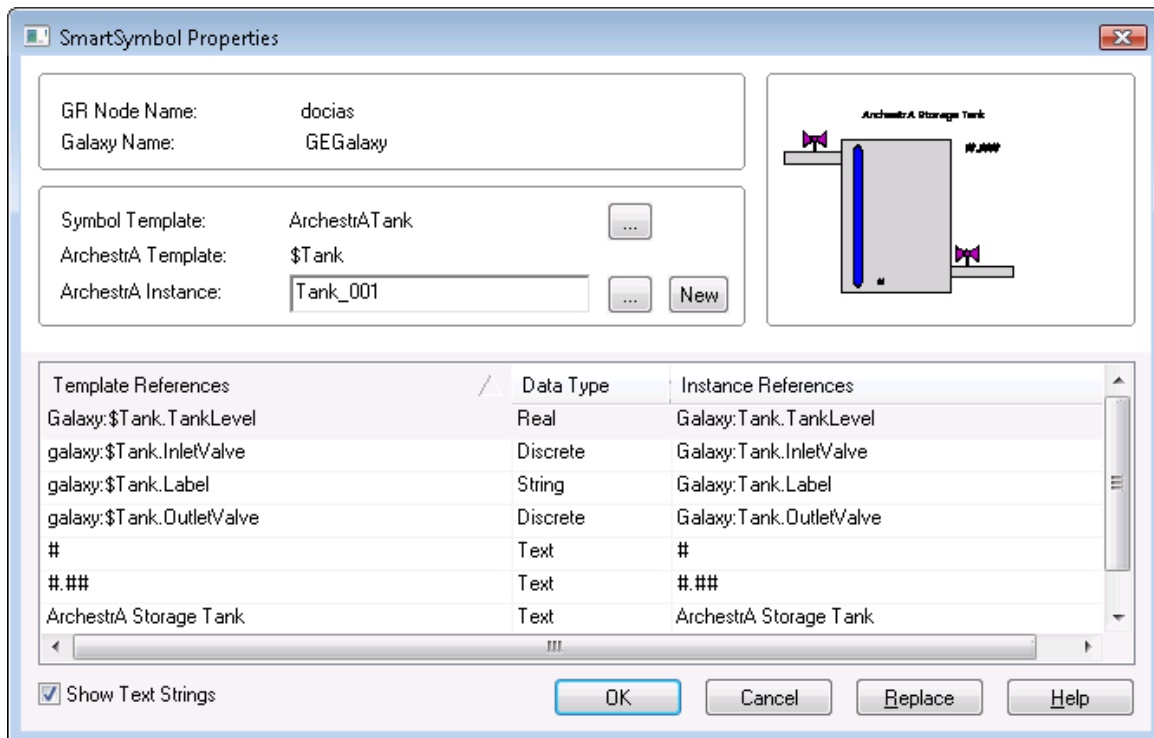 SmartSymbol Properties
GR Node Name: docias
Galaxy Name: GEGalaxy
ArchestrA Storage Tank
#.###
#
Symbol Template: ArchestrATank ...
ArchestrA Template: $Tank
ArchestrA Instance: Tank_001 ... New
Template References Data Type Instance References
Galaxy:$Tank.TankLevel Real Galaxy:Tank.TankLevel
galaxy:$Tank.InletValve Discrete Galaxy:Tank.InletValve
galaxy:$Tank.Label String Galaxy:Tank.Label
galaxy:$Tank.OutletValve Discrete Galaxy:Tank.OutletValve
# Text #
#.## Text #.##
ArchestrA Storage Tank Text ArchestrA Storage Tank
Show Text Strings OK Cancel Replace Help